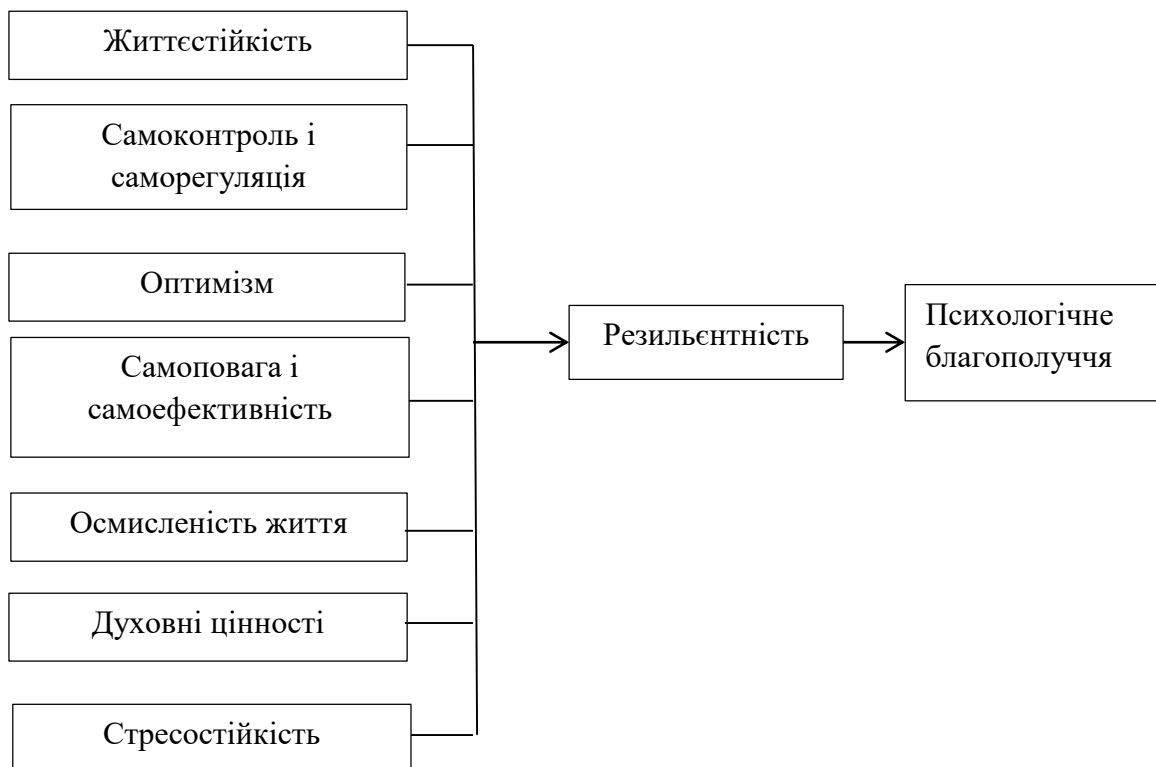 Життєстійкість
Самоконтроль і
саморегуляція
Оптимізм
Самоповага і
самоефективність
Осмисленість життя
Духовні цінності
Стресостійкість
Резильєнтність
Психологічне
благополуччя